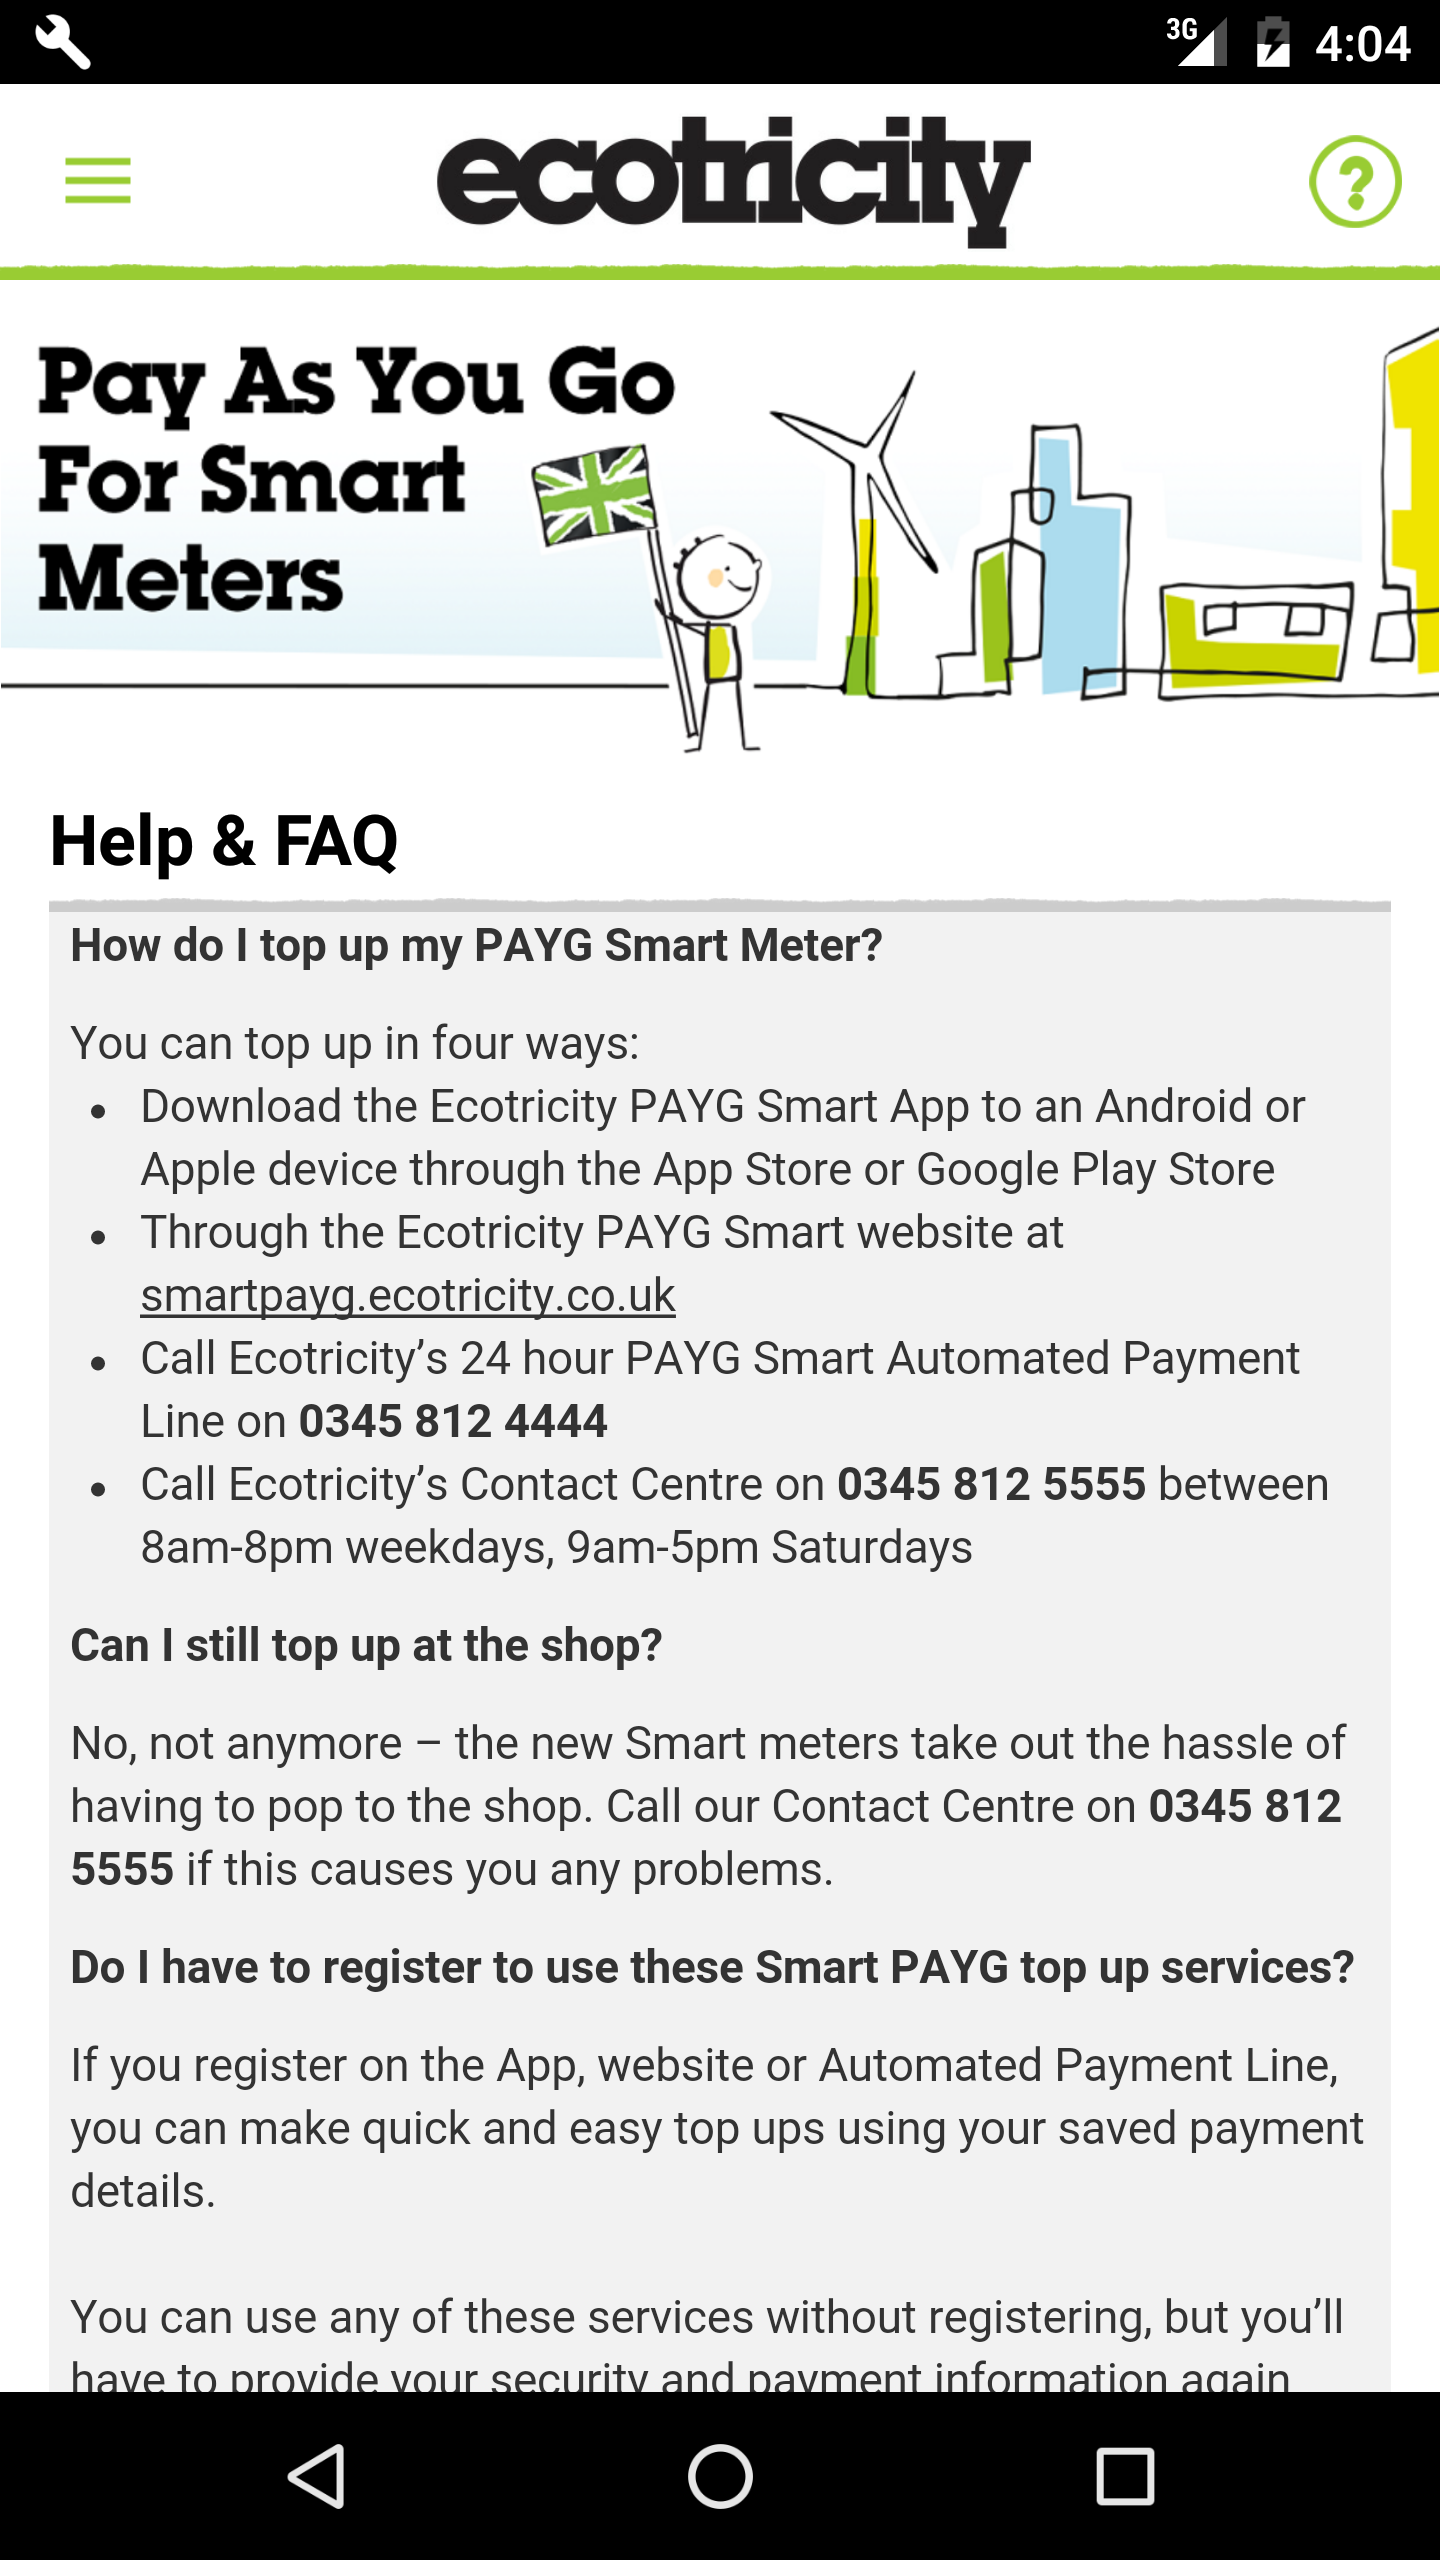 3G 4:04
ecotricity
?
Pay As You Go
For Smart
Meters
Help & FAQ
How do I top up my PAYG Smart Meter?
You can top up in four ways:
• Download the Ecotricity PAYG Smart App to an Android or
Apple device through the App Store or Google Play Store
• Through the Ecotricity PAYG Smart website at
smartpayg.ecotricity.co.uk
• Call Ecotricity’s 24 hour PAYG Smart Automated Payment
Line on 0345 812 4444
• Call Ecotricity’s Contact Centre on 0345 812 5555 between
8am-8pm weekdays, 9am-5pm Saturdays
Can I still top up at the shop?
No, not anymore – the new Smart meters take out the hassle of
having to pop to the shop. Call our Contact Centre on 0345 812
5555 if this causes you any problems.
Do I have to register to use these Smart PAYG top up services?
If you register on the App, website or Automated Payment Line,
you can make quick and easy top ups using your saved payment
details.
You can use any of these services without registering, but you’ll
have to provide your security and payment information again